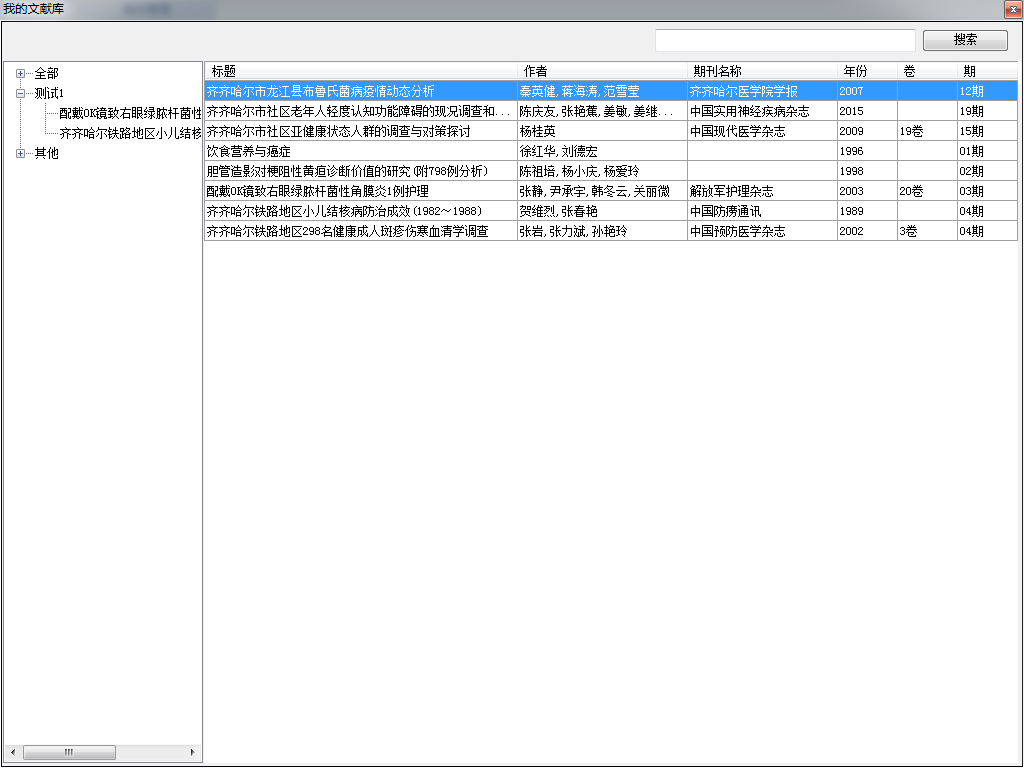 我的文献库
搜索
全部
测试1
配戴OK镜致右眼绿脓杆菌性
齐齐哈尔铁路地区小儿结核
其他
标题 作者 期刊名称 年份 卷 期
齐齐哈尔市龙江县布鲁氏菌病疫情动态分析 秦英健,蒋海涛,范雪莹 齐齐哈尔医学院学报 2007 12期
齐齐哈尔市社区老年人轻度认知功能障碍的现况调查和... 陈庆友,张艳蕉,姜敏,姜继... 中国实用神经疾病杂志 2015 19期
齐齐哈尔市社区亚健康状态人群的调查与对策探讨 杨桂英 中国现代医学杂志 2009 19卷 15期
饮食营养与癌症 徐红华,刘德宏 1996 01期
胆管造影对梗阻性黄疸诊断价值的研究(附798例分析) 陈祖培,杨小庆,杨爱玲 1998 02期
配戴OK镜致右眼绿脓杆菌性角膜炎1例护理 张静,尹承宇,韩冬云,关丽微 解放军护理杂志 2003 20卷 03期
齐齐哈尔铁路地区小儿结核病防治成效(1982～1988) 贺维烈,张春艳 中国防痨通讯 1989 04期
齐齐哈尔铁路地区298名健康成人斑疹伤寒血清学调查 张岩,张力斌,孙艳玲 中国预防医学杂志 2002 3卷 04期